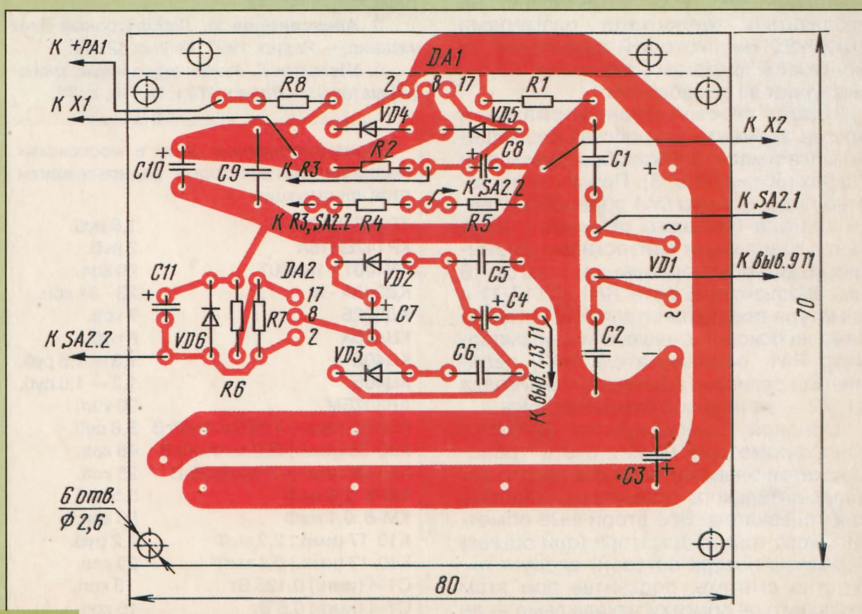 К +РА1
DA1
R8
2
8
17
R1
К X1
VD4
VD5
К X2
C10
+
C9
К R3
R2
+
C8
C1
+
К SA2.2
К R3, SA2.2
R4
R5
К SA2.1
~
VD1
C11
+
DA2
VD2
C5
К выв. 9 T1
17
8
2
R7
+
C7
+
C4
~
70
К SA2.2
VD6
VD3
C6
C2
–
R6
К выв. 7,13 T1
C3
+
6 отв.
Ф 2,6
80